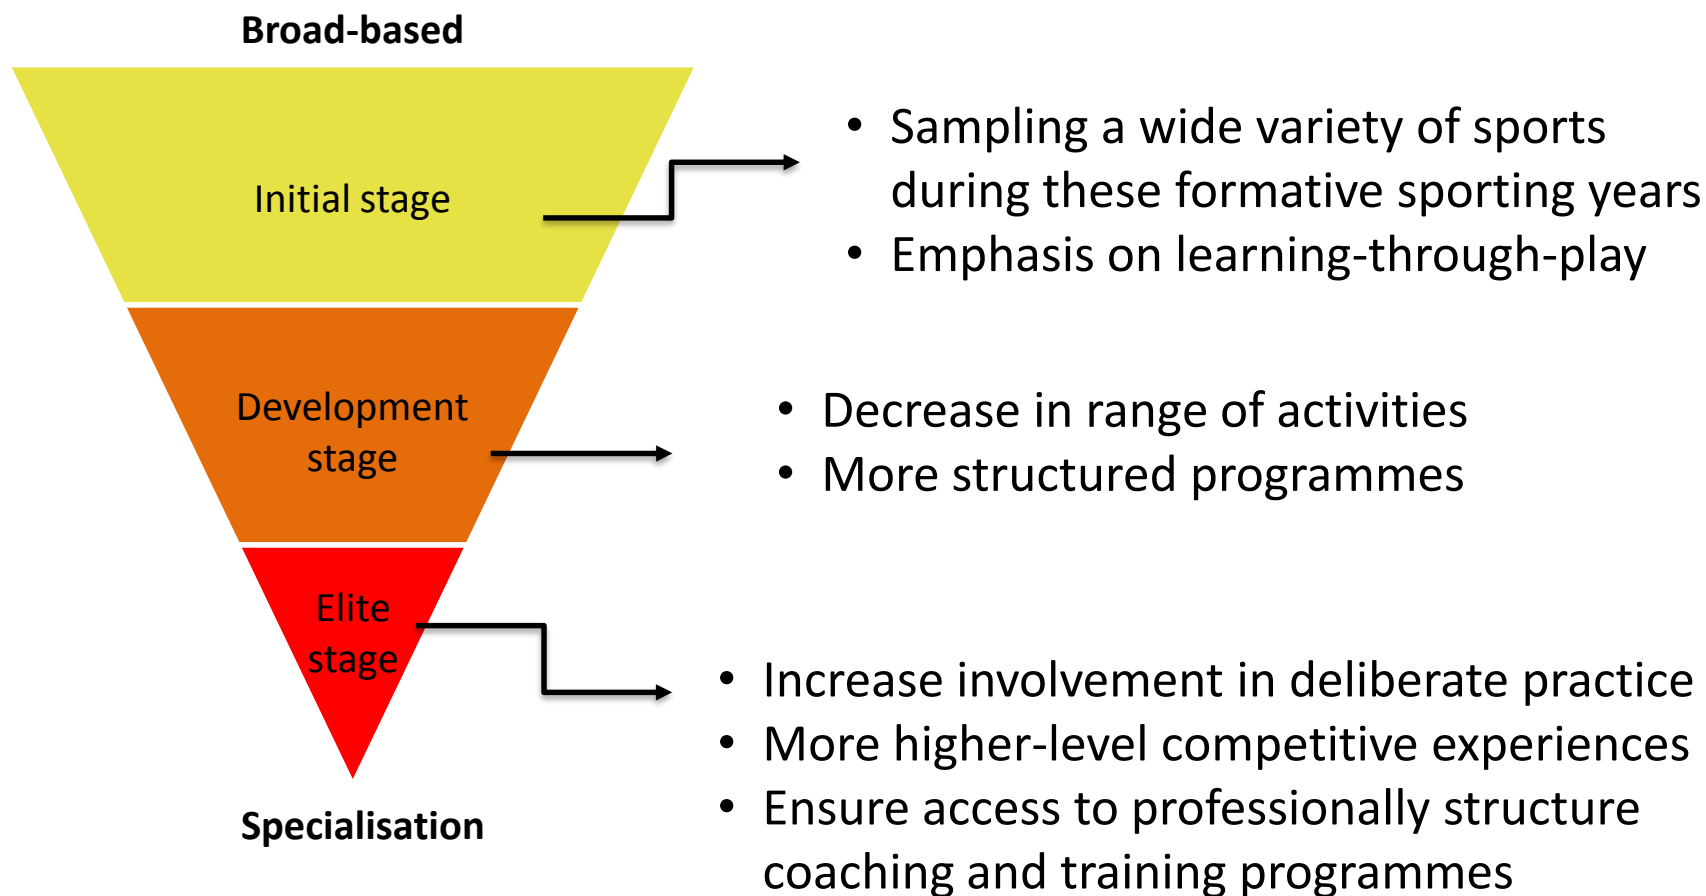 Broad-based
Initial stage
• Sampling a wide variety of sports
during these formative sporting years
• Emphasis on learning-through-play
Development
stage
• Decrease in range of activities
• More structured programmes
Elite
stage
• Increase involvement in deliberate practice
• More higher-level competitive experiences
• Ensure access to professionally structure
coaching and training programmes
Specialisation